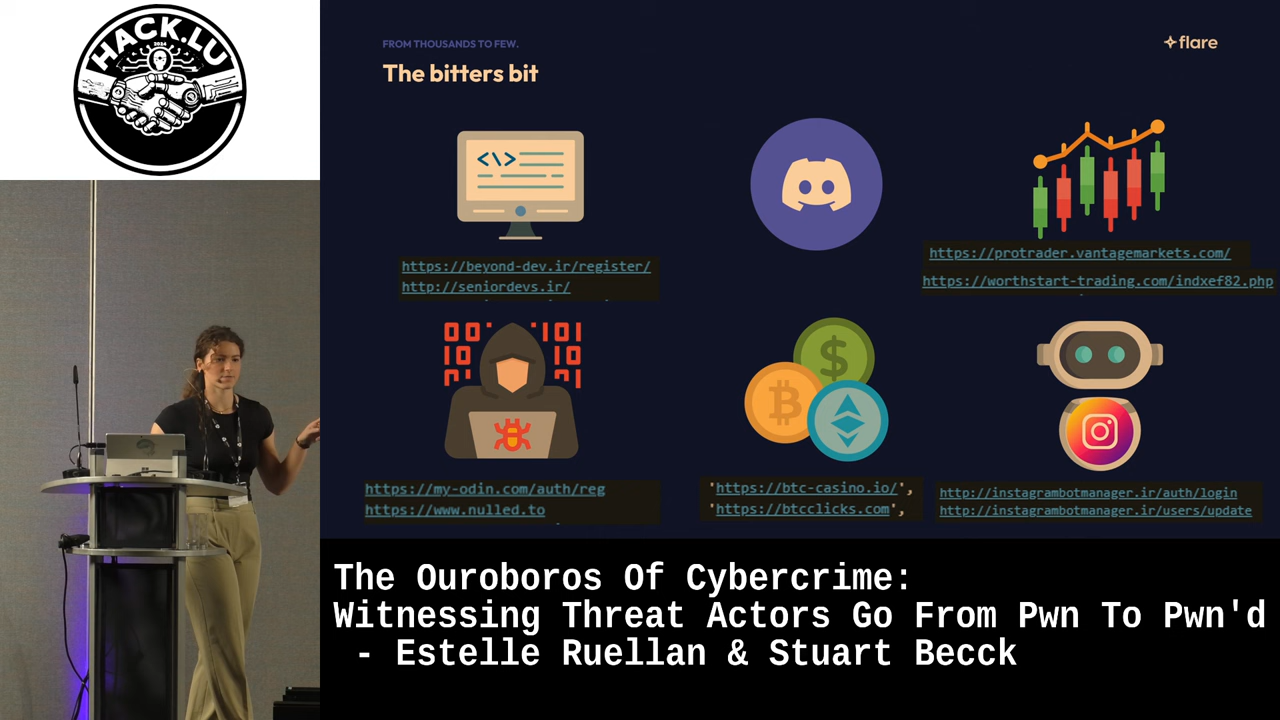 HACK.LU
2024
FROM THOUSANDS TO FEW.
flare
The bitters bit
https://beyond-dev.ir/register/
http://seniordevs.ir/
https://protrader.vantagemarkets.com/
https://worthstart-trading.com/indxef82.php
https://my-odin.com/auth/reg
https://www.nulled.to
'https://btc-casino.io/',
'https://btcclicks.com',
http://instagrambotmanager.ir/auth/login
http://instagrambotmanager.ir/users/update
The Ouroboros Of Cybercrime:
Witnessing Threat Actors Go From Pwn To Pwn'd
- Estelle Ruellan & Stuart Becck